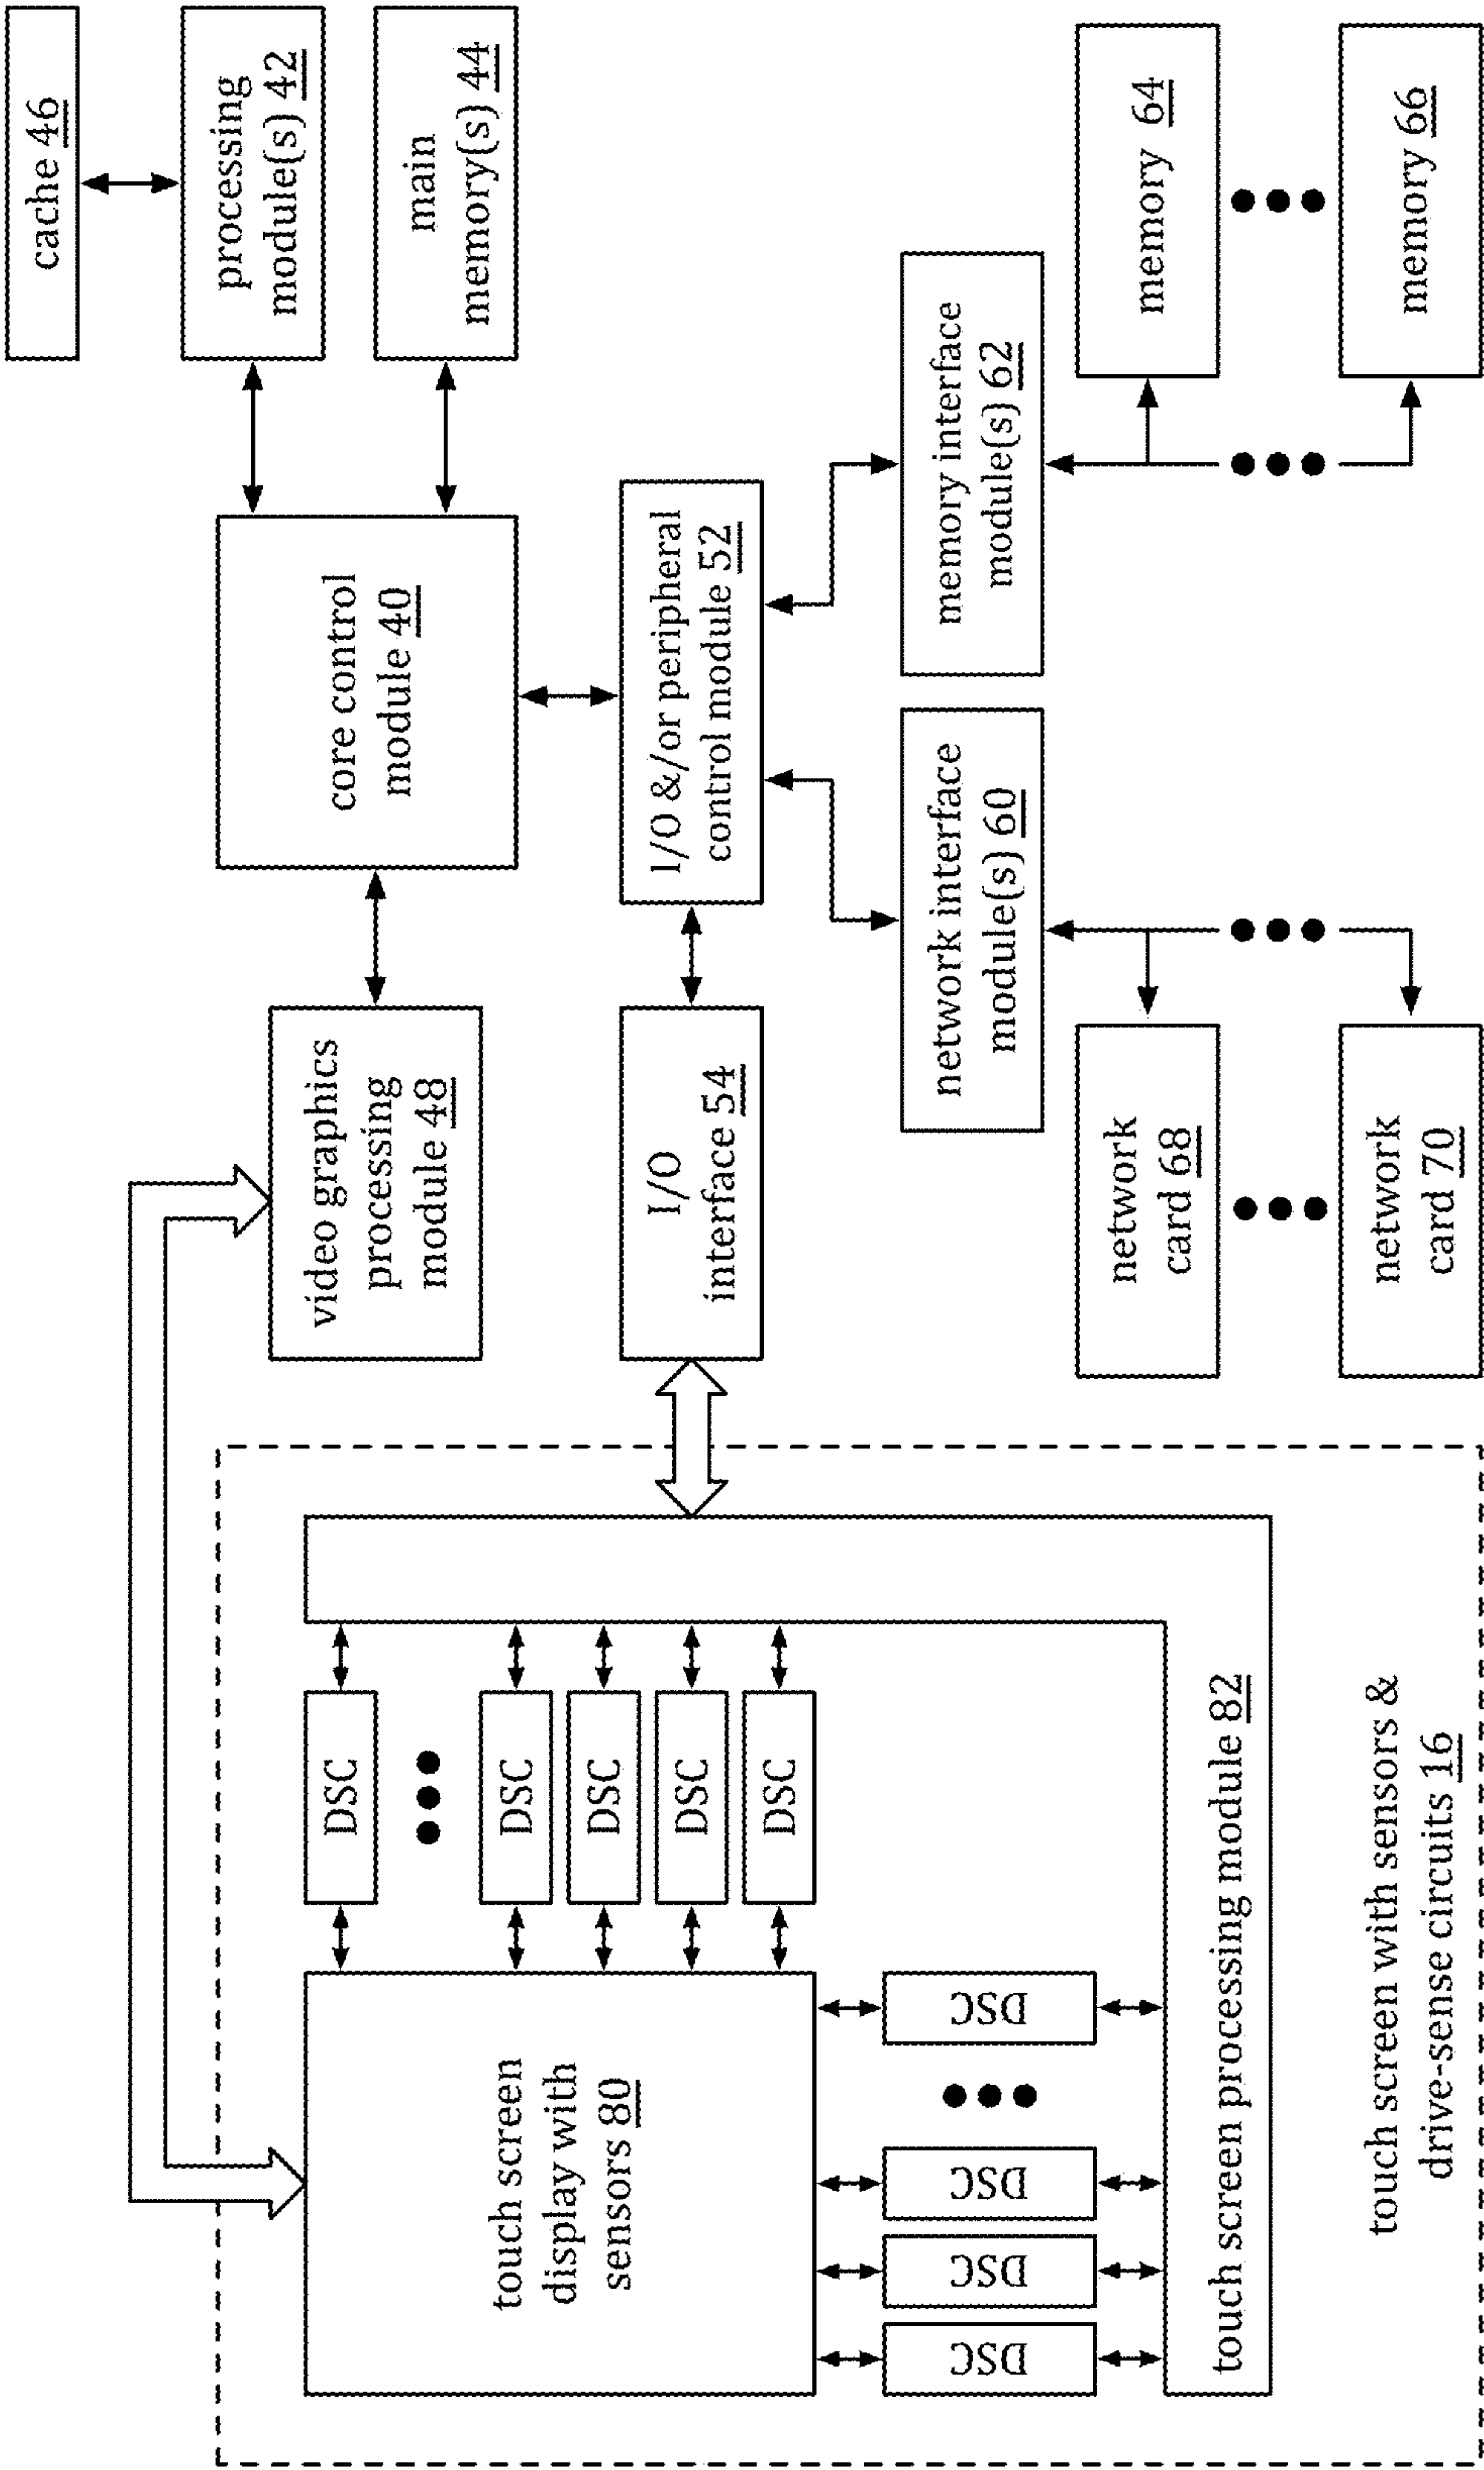 cache 46
processing
module(s) 42
main
memory(s) 44
core control
module 40
video graphics
processing
module 48
I/O &/or peripheral
control module 52
I/O
interface 54
memory interface
module(s) 62
network interface
module(s) 60
memory 64
memory 66
network
card 68
network
card 70
touch screen
display with
sensors 80
DSC
DSC
DSC
DSC
DSC
DSC
DSC
DSC
DSC
touch screen processing module 82
touch screen with sensors &
drive-sense circuits 16